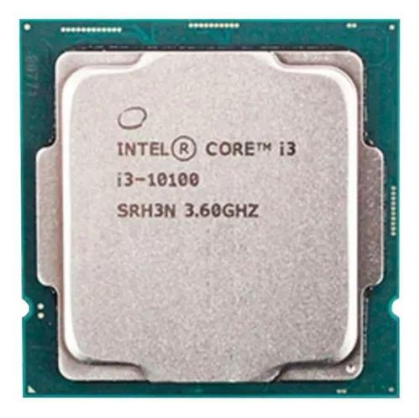 INTEL® CORE™ i3
i3-10100
SRH3N 3.60GHZ